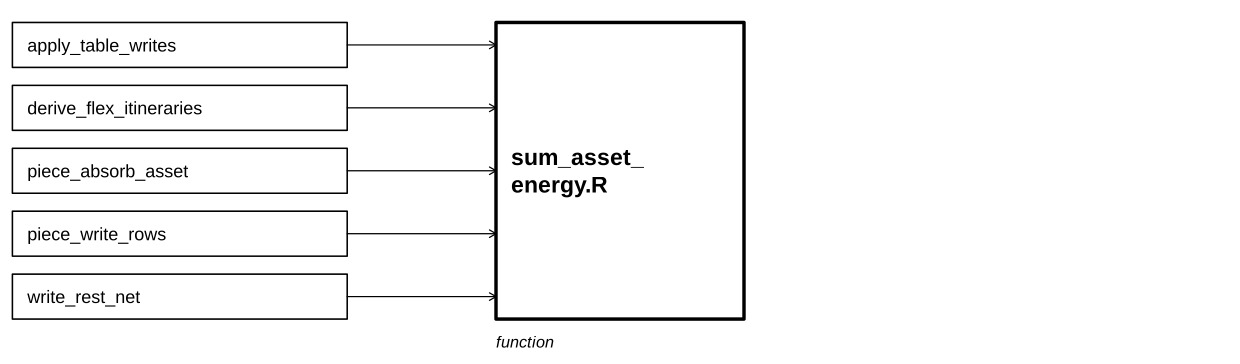 apply_table_writes
derive_flex_itineraries
piece_absorb_asset
piece_write_rows
write_rest_net
sum_asset_
energy.R
function